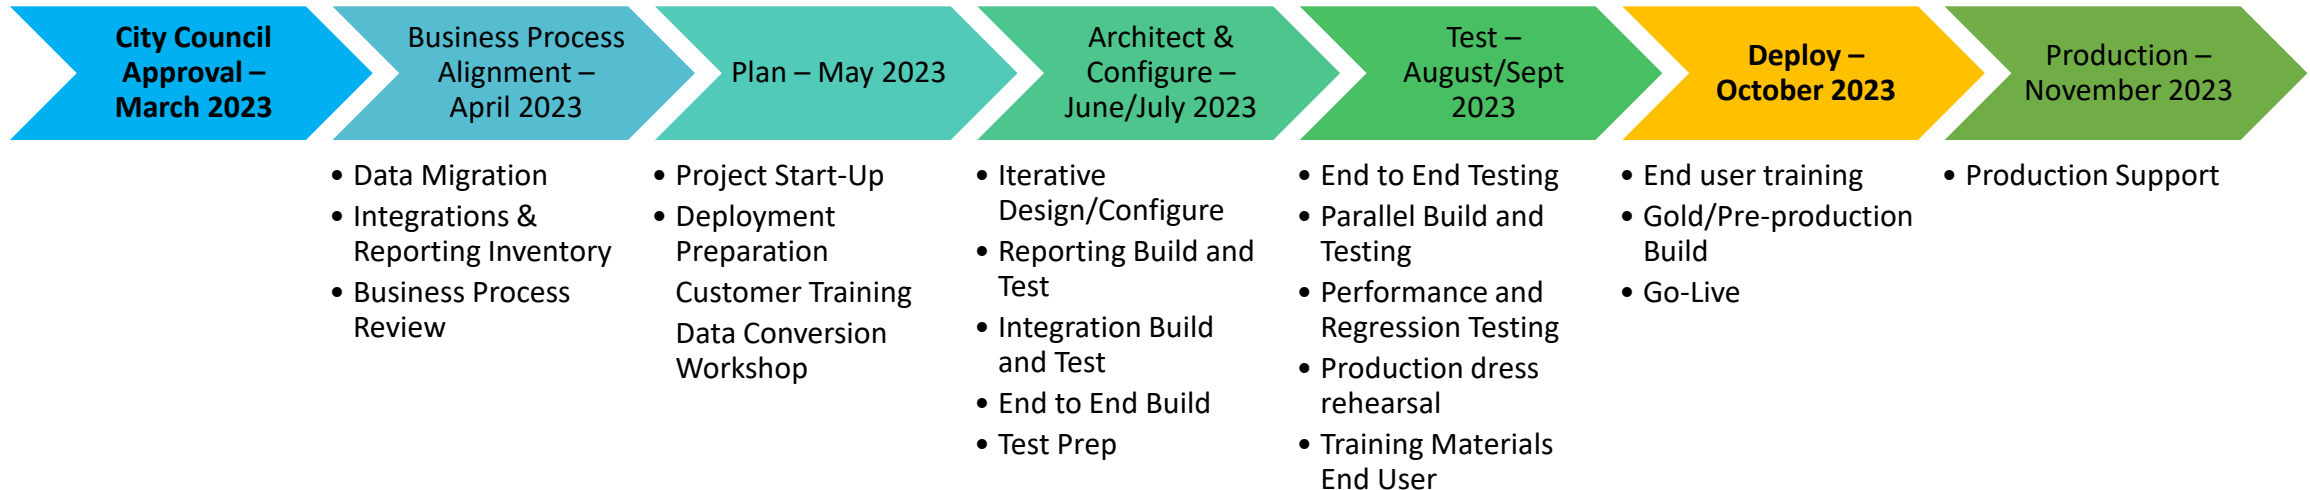 City Council
Approval –
March 2023
Business Process
Alignment –
April 2023
Plan – May 2023
Architect &
Configure –
June/July 2023
Test –
August/Sept
2023
Deploy –
October 2023
Production –
November 2023
• Data Migration
• Integrations &
Reporting Inventory
• Business Process
Review
• Project Start-Up
• Deployment
Preparation
Customer Training
Data Conversion
Workshop
• Iterative
Design/Configure
• Reporting Build and
Test
• Integration Build
and Test
• End to End Build
• Test Prep
• End to End Testing
• Parallel Build and
Testing
• Performance and
Regression Testing
• Production dress
rehearsal
• Training Materials
End User
• End user training
• Gold/Pre-production
Build
• Go-Live
• Production Support